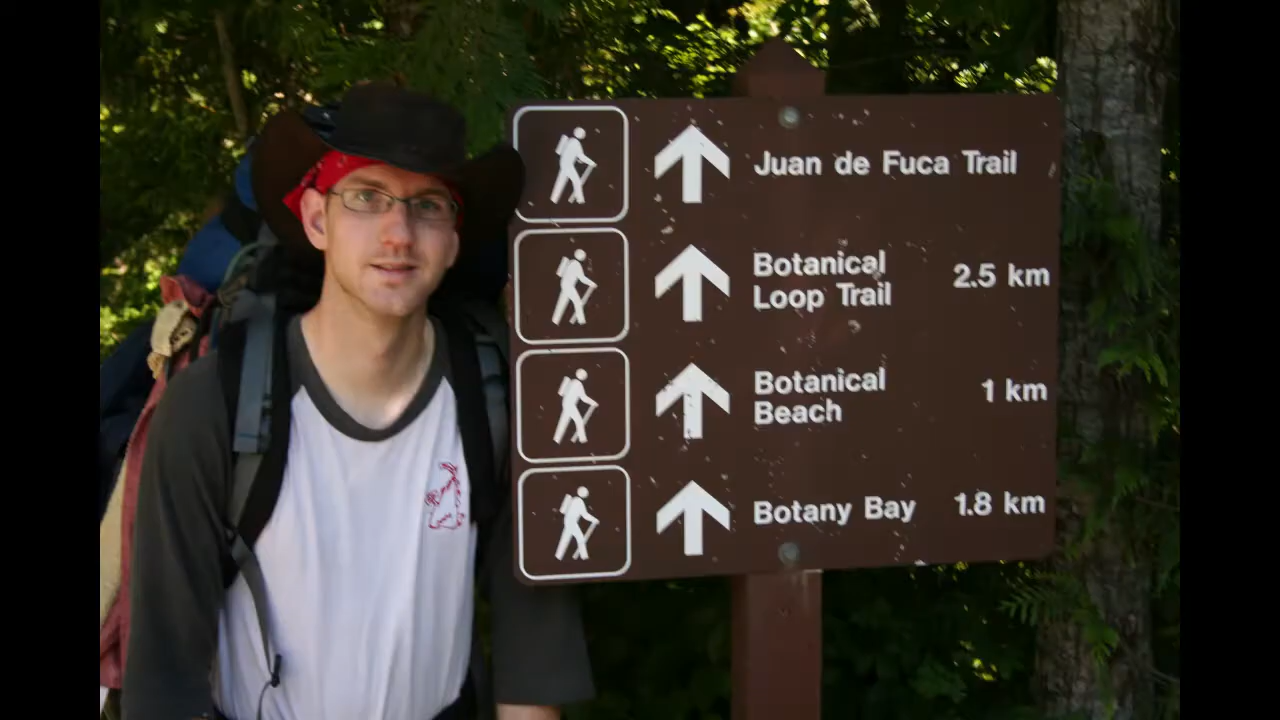 Juan de Fuca Trail
Botanical
Loop Trail
2.5 km
Botanical
Beach
1 km
Botany Bay
1.8 km